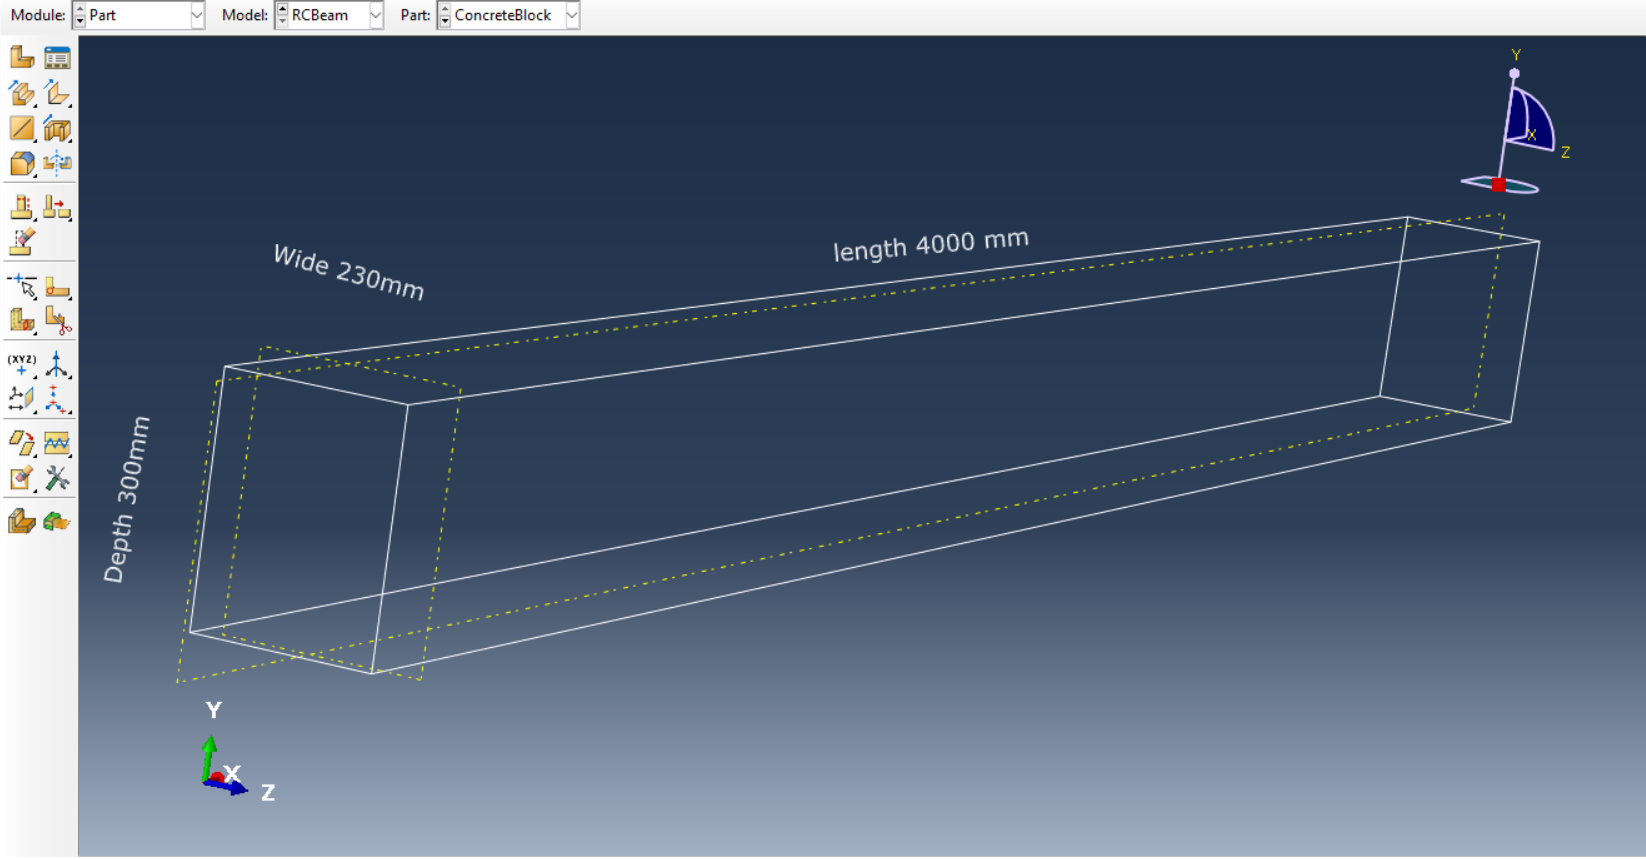 Module: Part Model: RCBeam Part: ConcreteBlock
Y
X
Z
length 4000 mm
Wide 230mm
Depth 300mm
(XYZ)
Y
X
Z